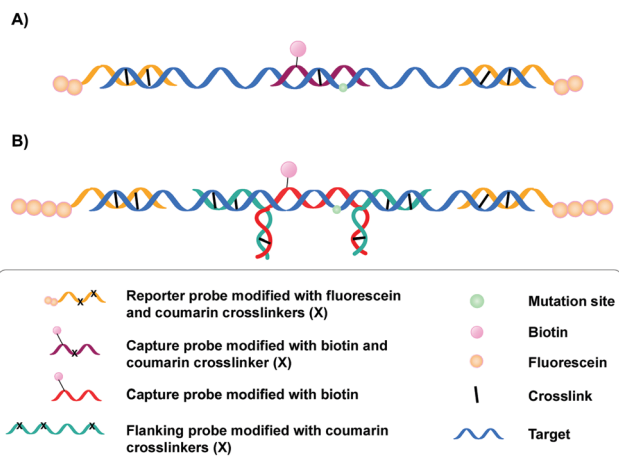 A)
B)
Reporter probe modified with fluorescein
and coumarin crosslinkers (X)
Capture probe modified with biotin and
coumarin crosslinker (X)
Capture probe modified with biotin
Flanking probe modified with coumarin
crosslinkers (X)
Mutation site
Biotin
Fluorescein
Crosslink
Target
X
X
X
X
X
X